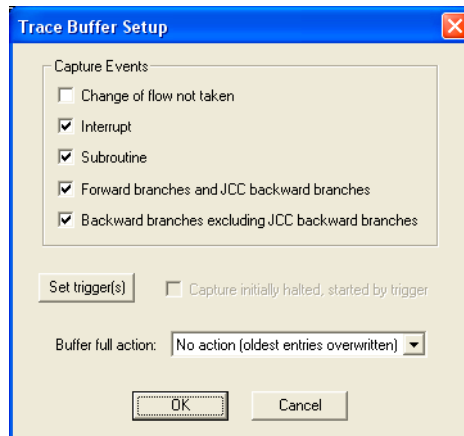 Trace Buffer Setup
Capture Events
Change of flow not taken
Interrupt
Subroutine
Forward branches and JCC backward branches
Backward branches excluding JCC backward branches
Set trigger(s)
Capture initially halted, started by trigger
Buffer full action:
No action (oldest entries overwritten)
OK
Cancel